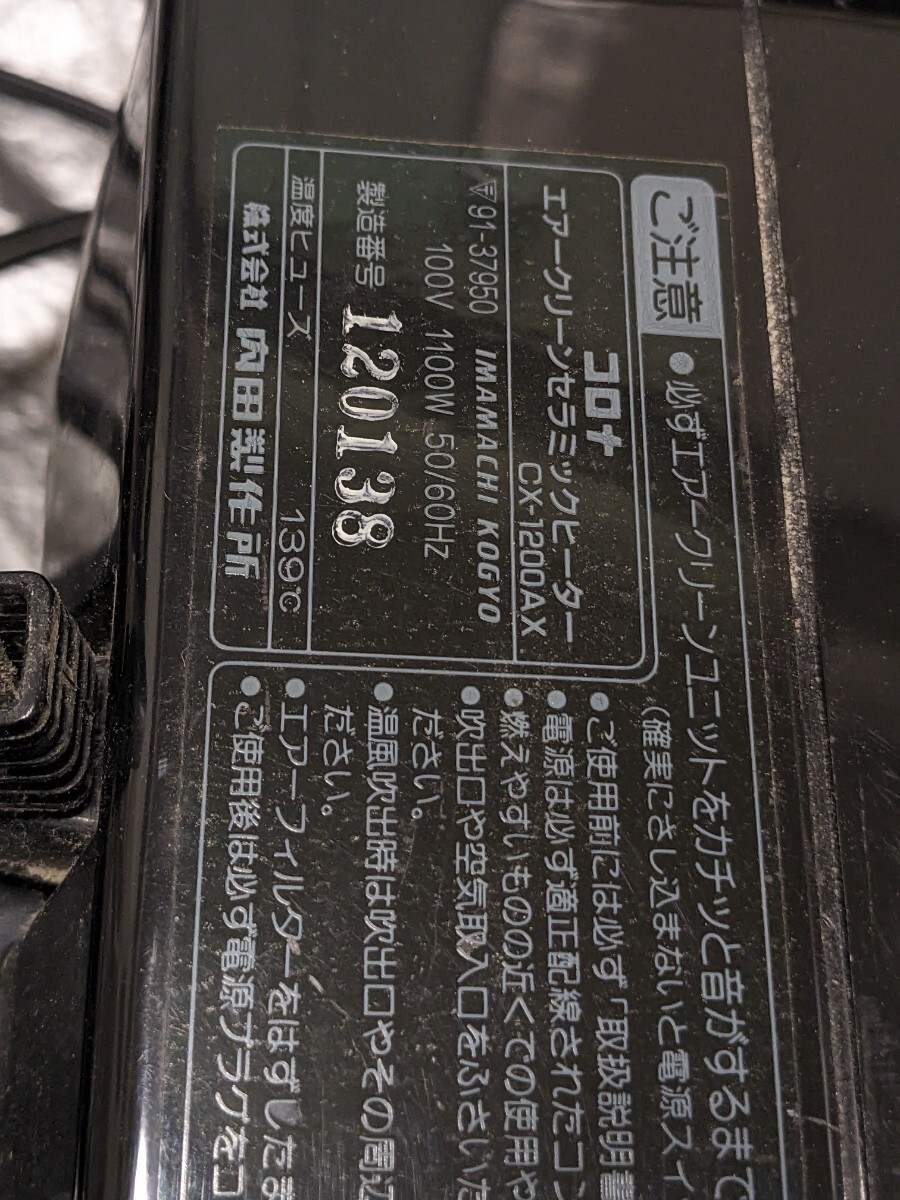 ご注意
●必ずエアークリーンユニットをカチッと音がするまで
(確実にさし込まないと電源スイ
コロナ
エアークリーンセラミックヒーター
CX-1200AX
91-37950 IMAMACHI KOGYO
100V 1100W 50/60HZ
製造番号 120138
温度ヒューズ 139℃
株式会社 内田製作所
●ご使用前には必ず「取扱説明書
●電源は必ず適正配線されたコン
●燃えやすいものの近くでの使用や
●吹出口や空気取入口をふさいだ
ださい。
●温風吹出時は吹出口やその周辺
ださい。
●エアーフィルターをはずしたま
●ご使用後は必ず電源プラグをコ